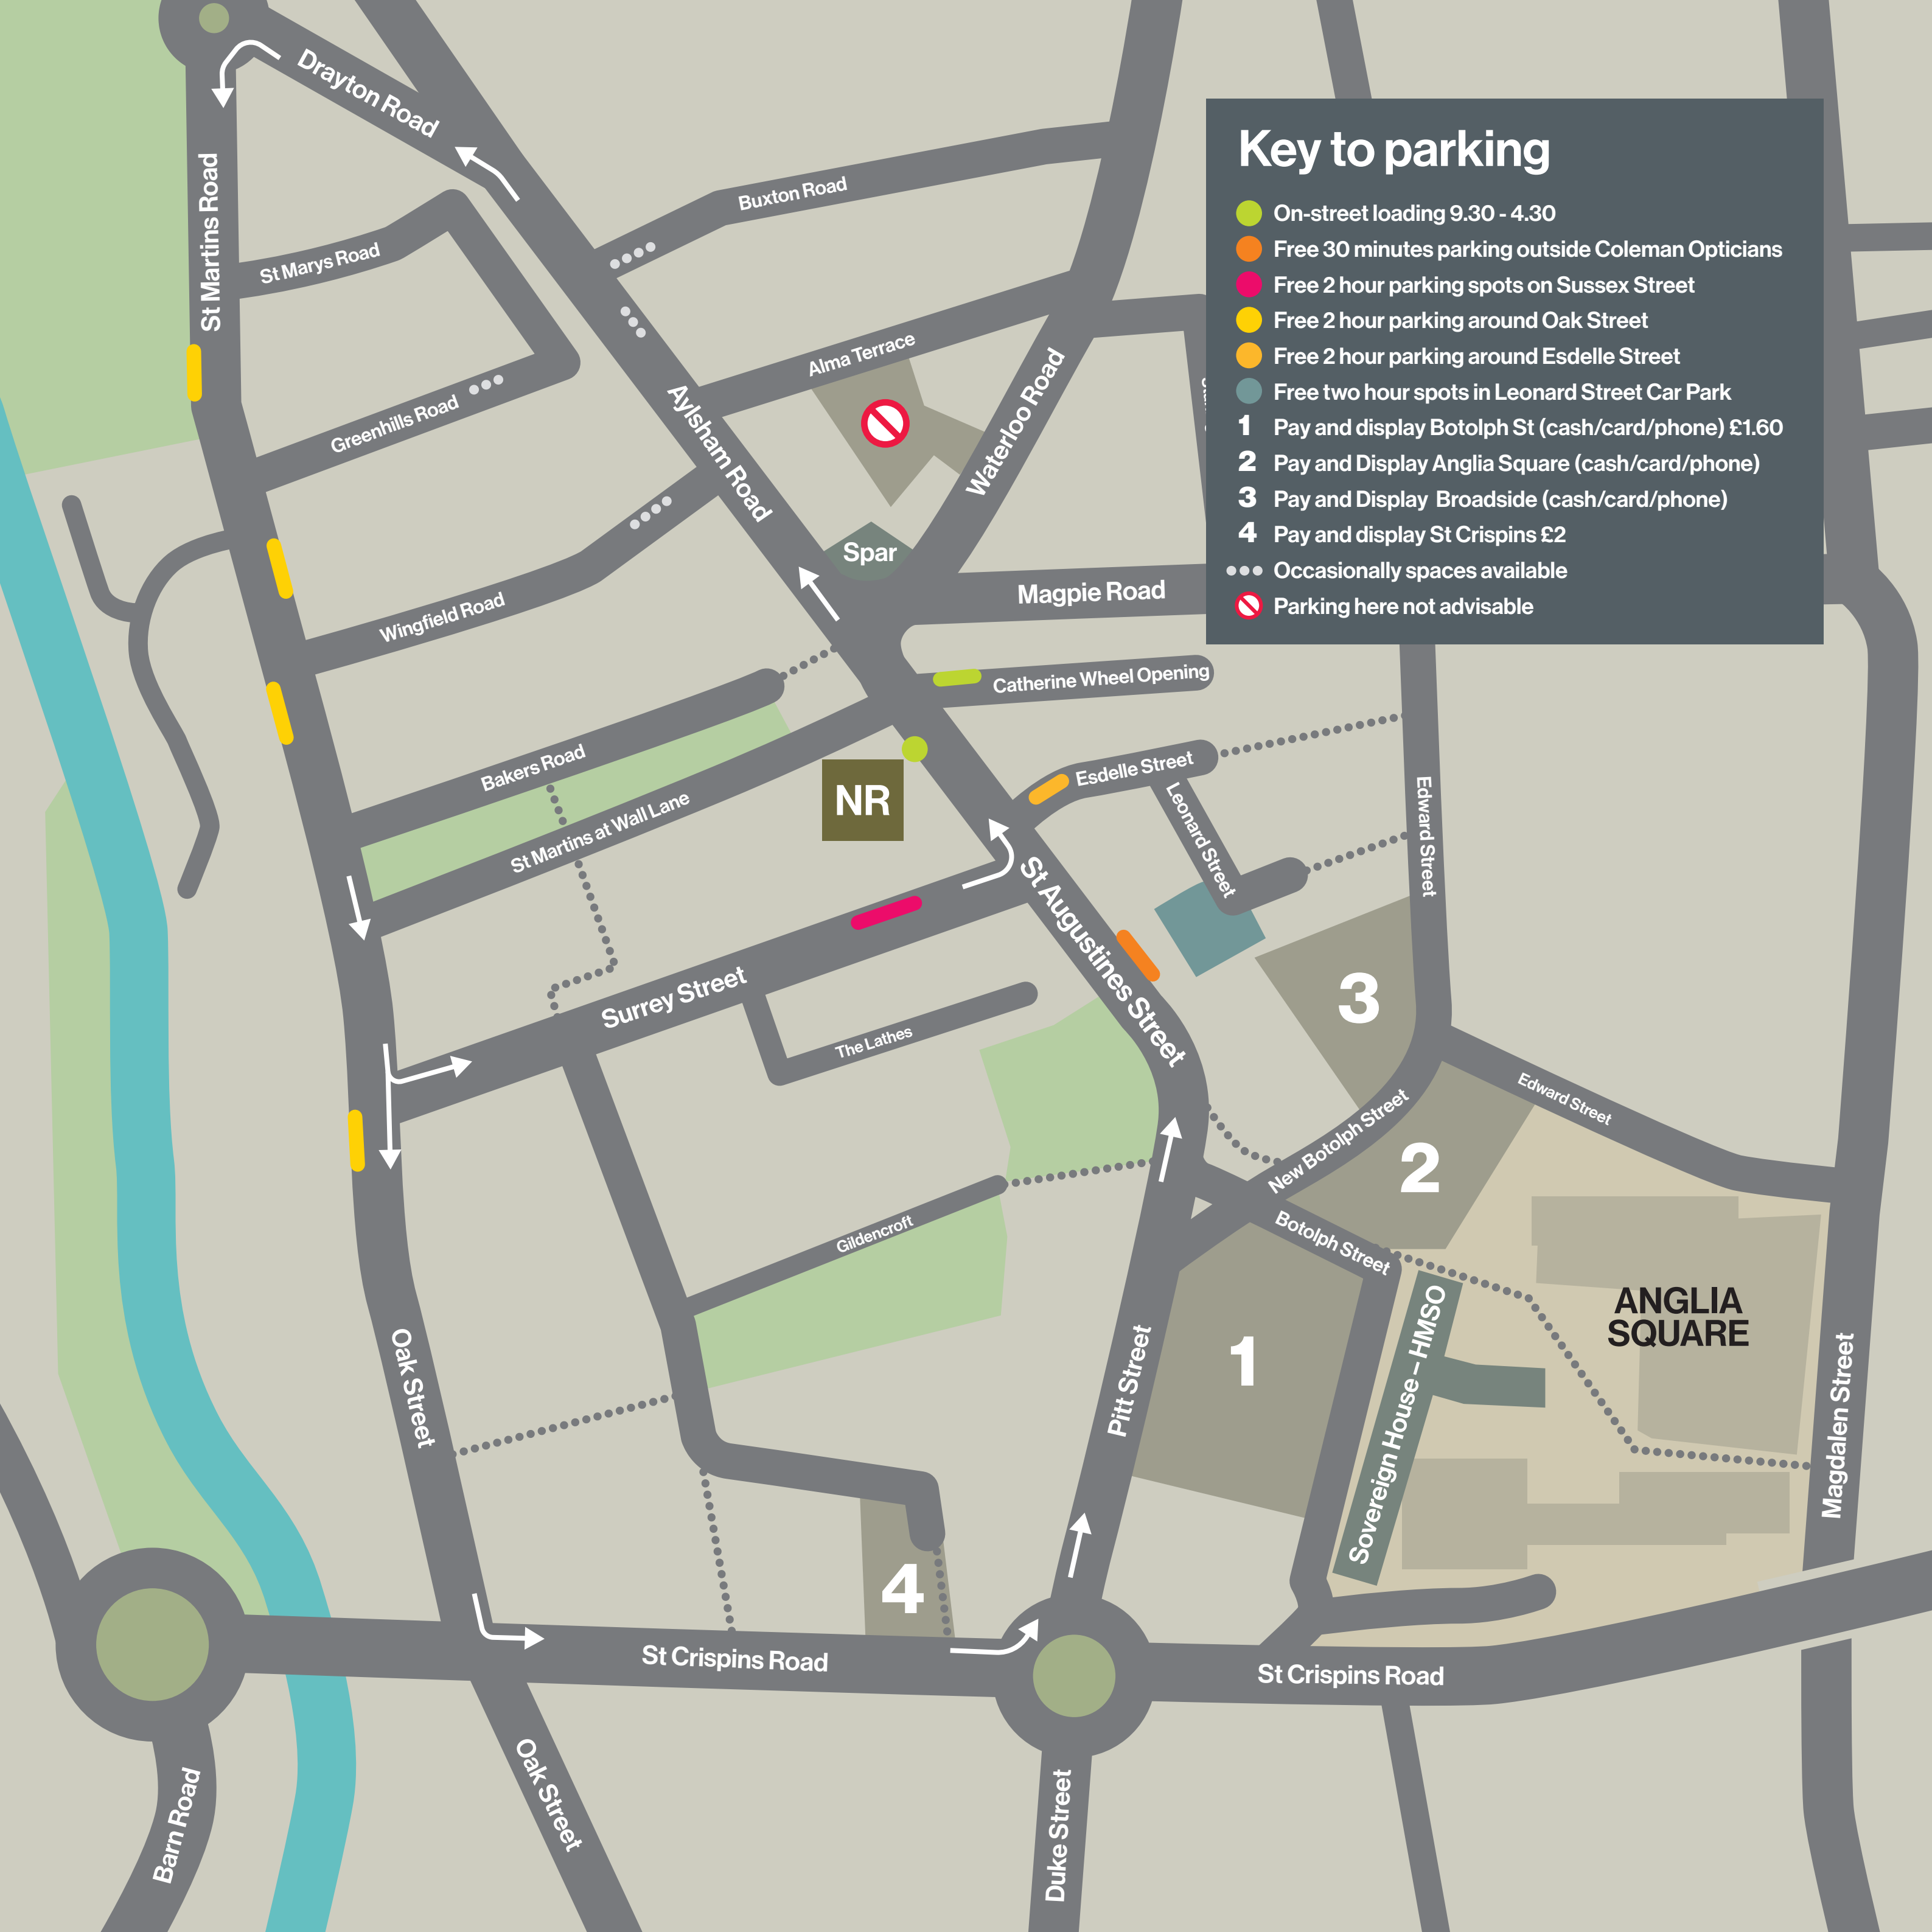 Key to parking
On-street loading 9.30 - 4.30
Free 30 minutes parking outside Coleman Opticians
Free 2 hour parking spots on Sussex Street
Free 2 hour parking around Oak Street
Free 2 hour parking around Esdelle Street
Free two hour spots in Leonard Street Car Park
1 Pay and display Botolph St (cash/card/phone) £1.60
2 Pay and Display Anglia Square (cash/card/phone)
3 Pay and Display Broadside (cash/card/phone)
4 Pay and display St Crispins £2
Occasionally spaces available
Parking here not advisable
Drayton Road
St Martins Road
Buxton Road
St Marys Road
Alma Terrace
Greenhills Road
Aylsham Road
Waterloo Road
Spar
Magpie Road
Wingfield Road
Catherine Wheel Opening
Bakers Road
Esdelle Street
NR
St Martins at Wall Lane
Leonard Street
Edward Street
St Augustines Street
Surrey Street
3
The Lathes
Edward Street
New Botolph Street
2
Gildencroft
Botolph Street
ANGLIA
SQUARE
1
Oak Street
Pitt Street
Sovereign House – HMSO
Magdalen Street
4
St Crispins Road
St Crispins Road
Oak Street
Barn Road
Duke Street